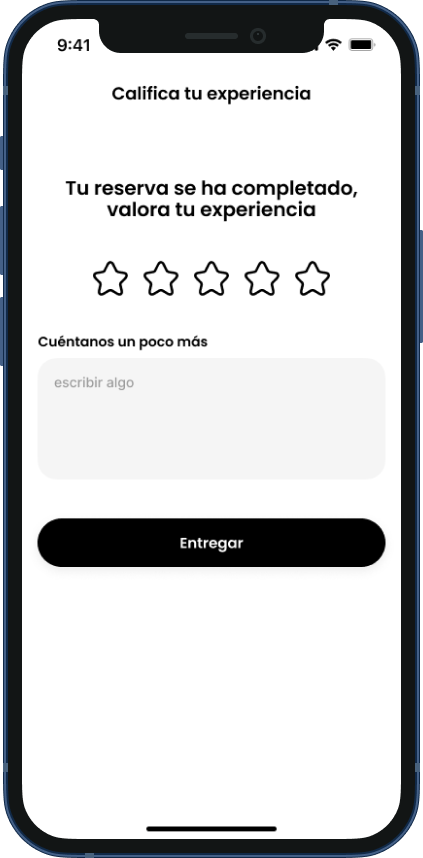 9:41
Califica tu experiencia
Tu reserva se ha completado,
valora tu experiencia
Cuéntanos un poco más
escribir algo
Entregar